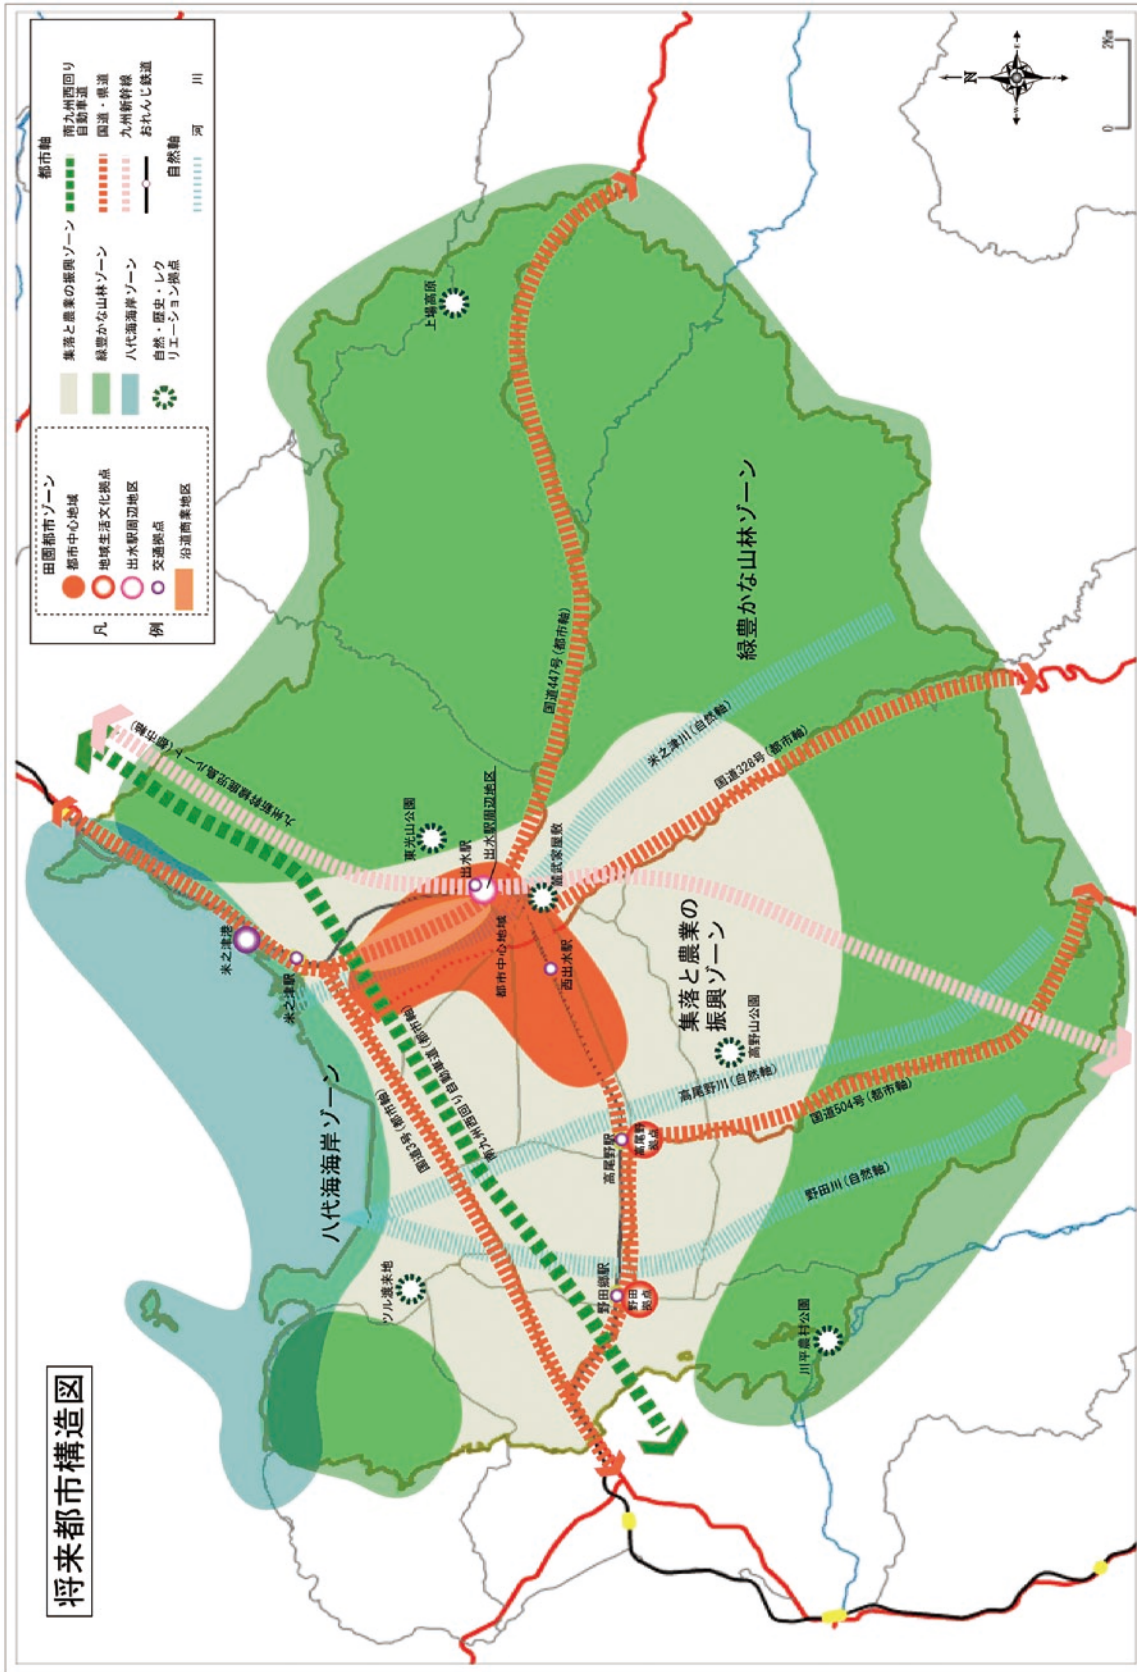 将来都市構造図
凡
例
田園都市ゾーン
都市中心地域
地域生活文化拠点
出水駅周辺地区
交通拠点
沿道商業地区
集落と農業の振興ゾーン
緑豊かな山林ゾーン
八代海海岸ゾーン
自然・歴史・レク
リエーション拠点
都市軸
南九州西回り
自動車道
国道・県道
九州新幹線
おれんじ鉄道
自然軸
河 川
N
E
W
S
0
2Km
九州新幹線鹿児島ルート(都市軸)
米之津港
米之津駅
東光山公園
上場高原
出水駅
出水駅周辺地区
国道447号(都市軸)
都市中心地域
麓武家屋敷
西出水駅
米之津川(自然軸)
緑豊かな山林ゾーン
国道328号(都市軸)
八代海海岸ゾーン
国道3号(都市軸)
南九州西回り自動車道(都市軸)
集落と農業の
振興ゾーン
高野山公園
高尾野川(自然軸)
国道504号(都市軸)
高尾野駅
高尾野
拠点
野田川(自然軸)
ツル渡来地
野田郷駅
野田
拠点
川平農村公園